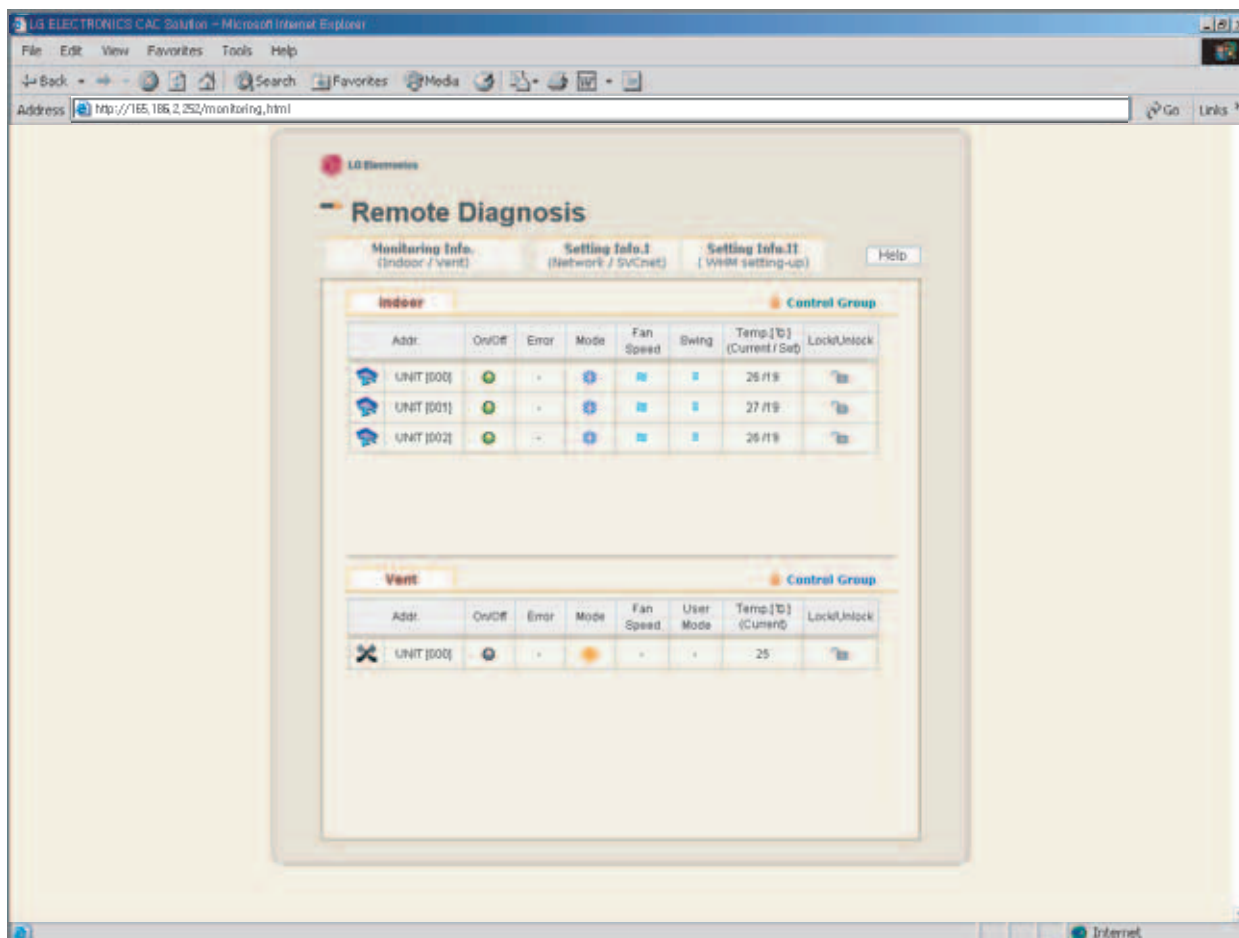 LG ELECTRONICS CAC Solution - Microsoft Internet Explorer
File Edit View Favorites Tools Help
Back Search Favorites Media
Address http://165,186,2,252/monitoring,html Go Links
LG Electronics
Remote Diagnosis
Monitoring Info. Setting Info.I Setting Info.II Help
(Indoor / Vent) (Network / SVCnet) ( WHM setting-up)
Indoor Control Group
Addr. On/Off Error Mode Fan Speed Swing Temp.[℃] (Current / Set) Lock/Unlock
UNIT [000] - 26 /19
UNIT [001] - 27 /19
UNIT [002] - 26 /19
Vent Control Group
Addr. On/Off Error Mode Fan Speed User Mode Temp.[℃] (Current) Lock/Unlock
UNIT [000] - - - 25
Internet